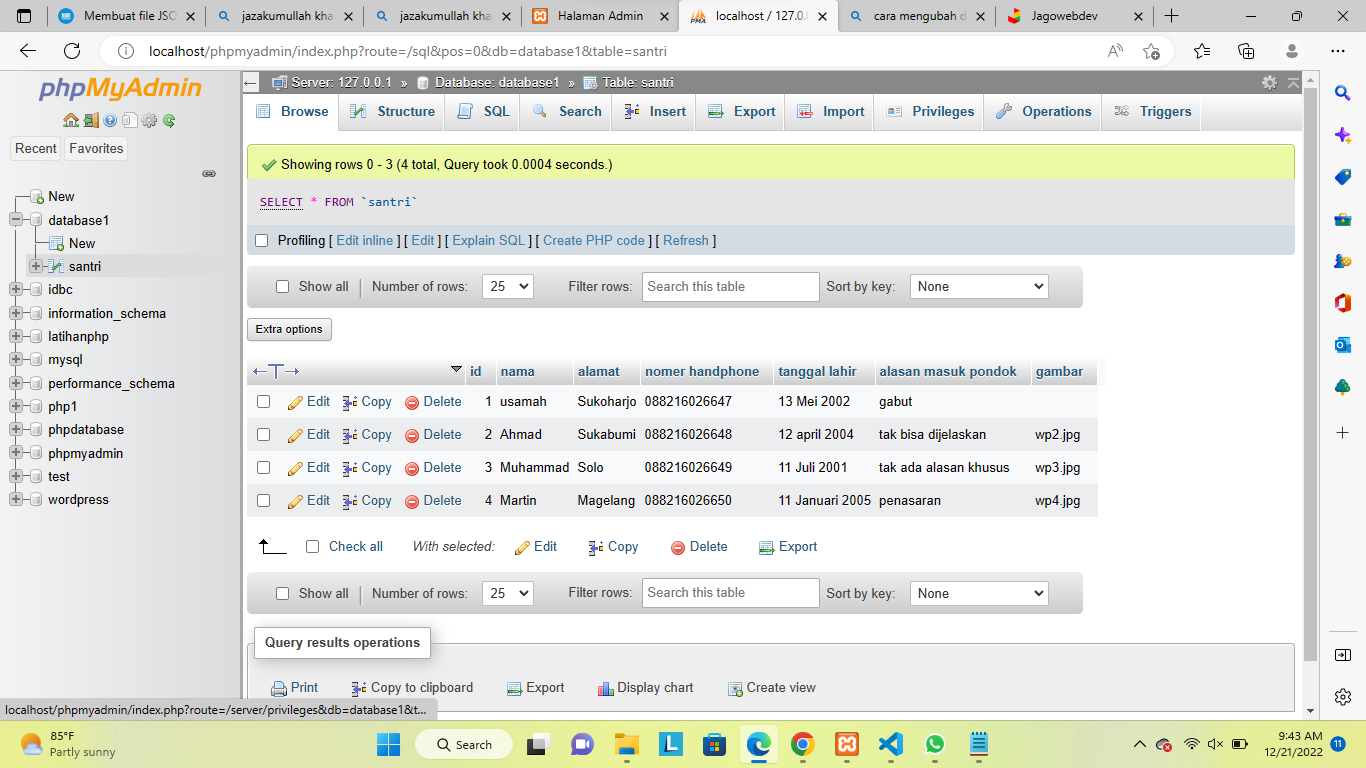 Membuat file JSO
jazakumullah kha
jazakumullah kha
Halaman Admin
localhost / 127.0.0
cara mengubah d
Jagowebdev
localhost/phpmyadmin/index.php?route=/sql&pos=0&db=database1&table=santri
phpMyAdmin
Recent
Favorites
New
database1
New
santri
idbc
information_schema
latihanphp
mysql
performance_schema
php1
phpdatabase
phpmyadmin
test
wordpress
Server: 127.0.0.1 » Database: database1 » Table: santri
Browse Structure SQL Search Insert Export Import Privileges Operations Triggers
Showing rows 0 - 3 (4 total, Query took 0.0004 seconds.)
SELECT * FROM `santri`
Profiling [ Edit inline ] [ Edit ] [ Explain SQL ] [ Create PHP code ] [ Refresh ]
Show all Number of rows: 25 Filter rows: Search this table Sort by key: None
Extra options
id nama alamat nomer handphone tanggal lahir alasan masuk pondok gambar
Edit Copy Delete 1 usamah Sukoharjo 088216026647 13 Mei 2002 gabut
Edit Copy Delete 2 Ahmad Sukabumi 088216026648 12 april 2004 tak bisa dijelaskan wp2.jpg
Edit Copy Delete 3 Muhammad Solo 088216026649 11 Juli 2001 tak ada alasan khusus wp3.jpg
Edit Copy Delete 4 Martin Magelang 088216026650 11 Januari 2005 penasaran wp4.jpg
Check all With selected: Edit Copy Delete Export
Show all Number of rows: 25 Filter rows: Search this table Sort by key: None
Query results operations
Print Copy to clipboard Export Display chart Create view
localhost/phpmyadmin/index.php?route=/server/privileges&db=database1&t...
85°F
Partly sunny
Search
9:43 AM
12/21/2022
11